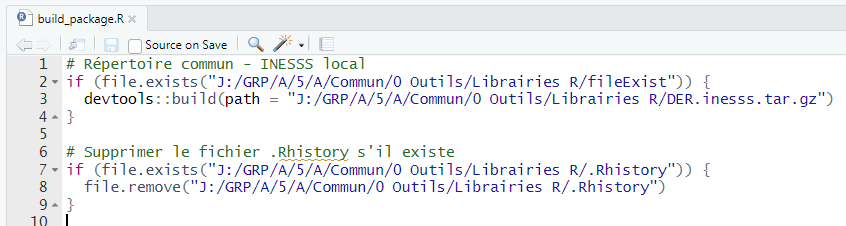 build_package.R
Source on Save
1 # Répertoire commun - INESSS local
2 if (file.exists("J:/GRP/A/5/A/Commun/0 Outils/Librairies R/fileExist")) {
3 devtools::build(path = "J:/GRP/A/5/A/Commun/0 Outils/Librairies R/DER.inesss.tar.gz")
4 }
5
6 # Supprimer le fichier .Rhistory s'il existe
7 if (file.exists("J:/GRP/A/5/A/Commun/0 Outils/Librairies R/.Rhistory")) {
8 file.remove("J:/GRP/A/5/A/Commun/0 Outils/Librairies R/.Rhistory")
9 }
10